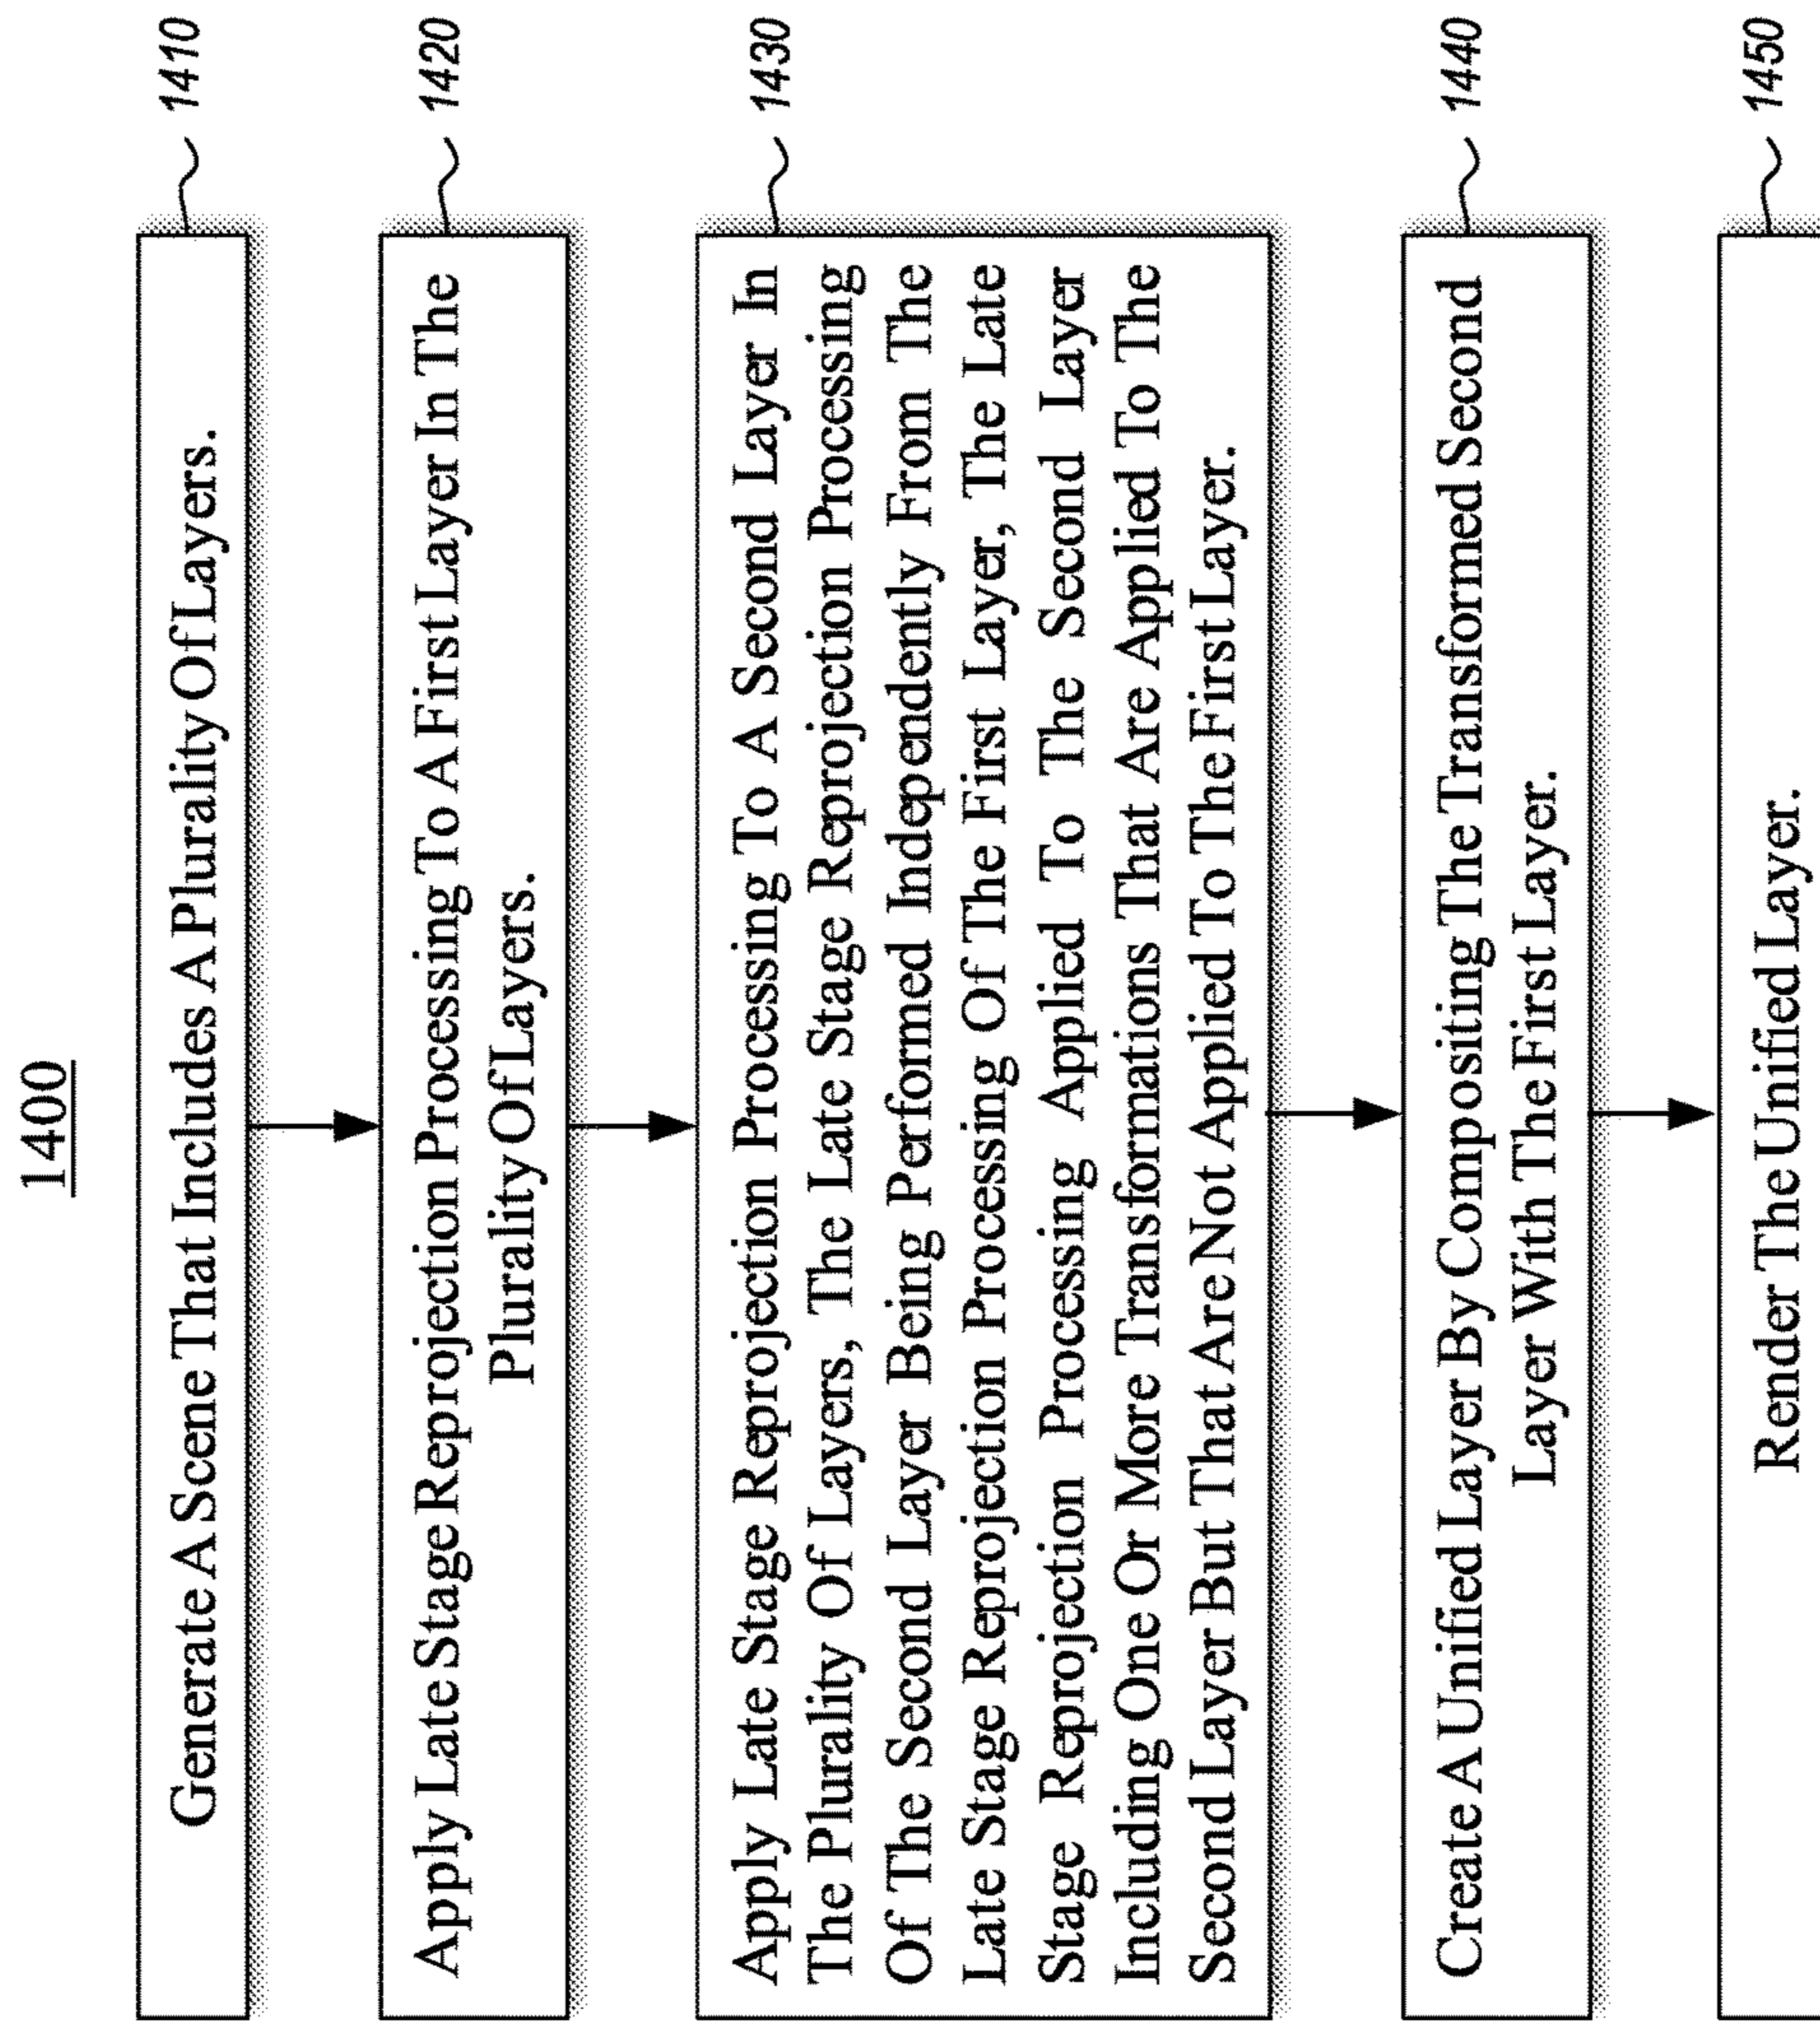 1400
Generate A Scene That Includes A Plurality Of Layers.
1410
Apply Late Stage Reprojection Processing To A First Layer In The
Plurality Of Layers.
1420
Apply Late Stage Reprojection Processing To A Second Layer In
The Plurality Of Layers, The Late Stage Reprojection Processing
Of The Second Layer Being Performed Independently From The
Late Stage Reprojection Processing Of The First Layer, The Late
Stage Reprojection Processing Applied To The Second Layer
Including One Or More Transformations That Are Applied To The
Second Layer But That Are Not Applied To The First Layer.
1430
Create A Unified Layer By Compositing The Transformed Second
Layer With The First Layer.
1440
Render The Unified Layer.
1450